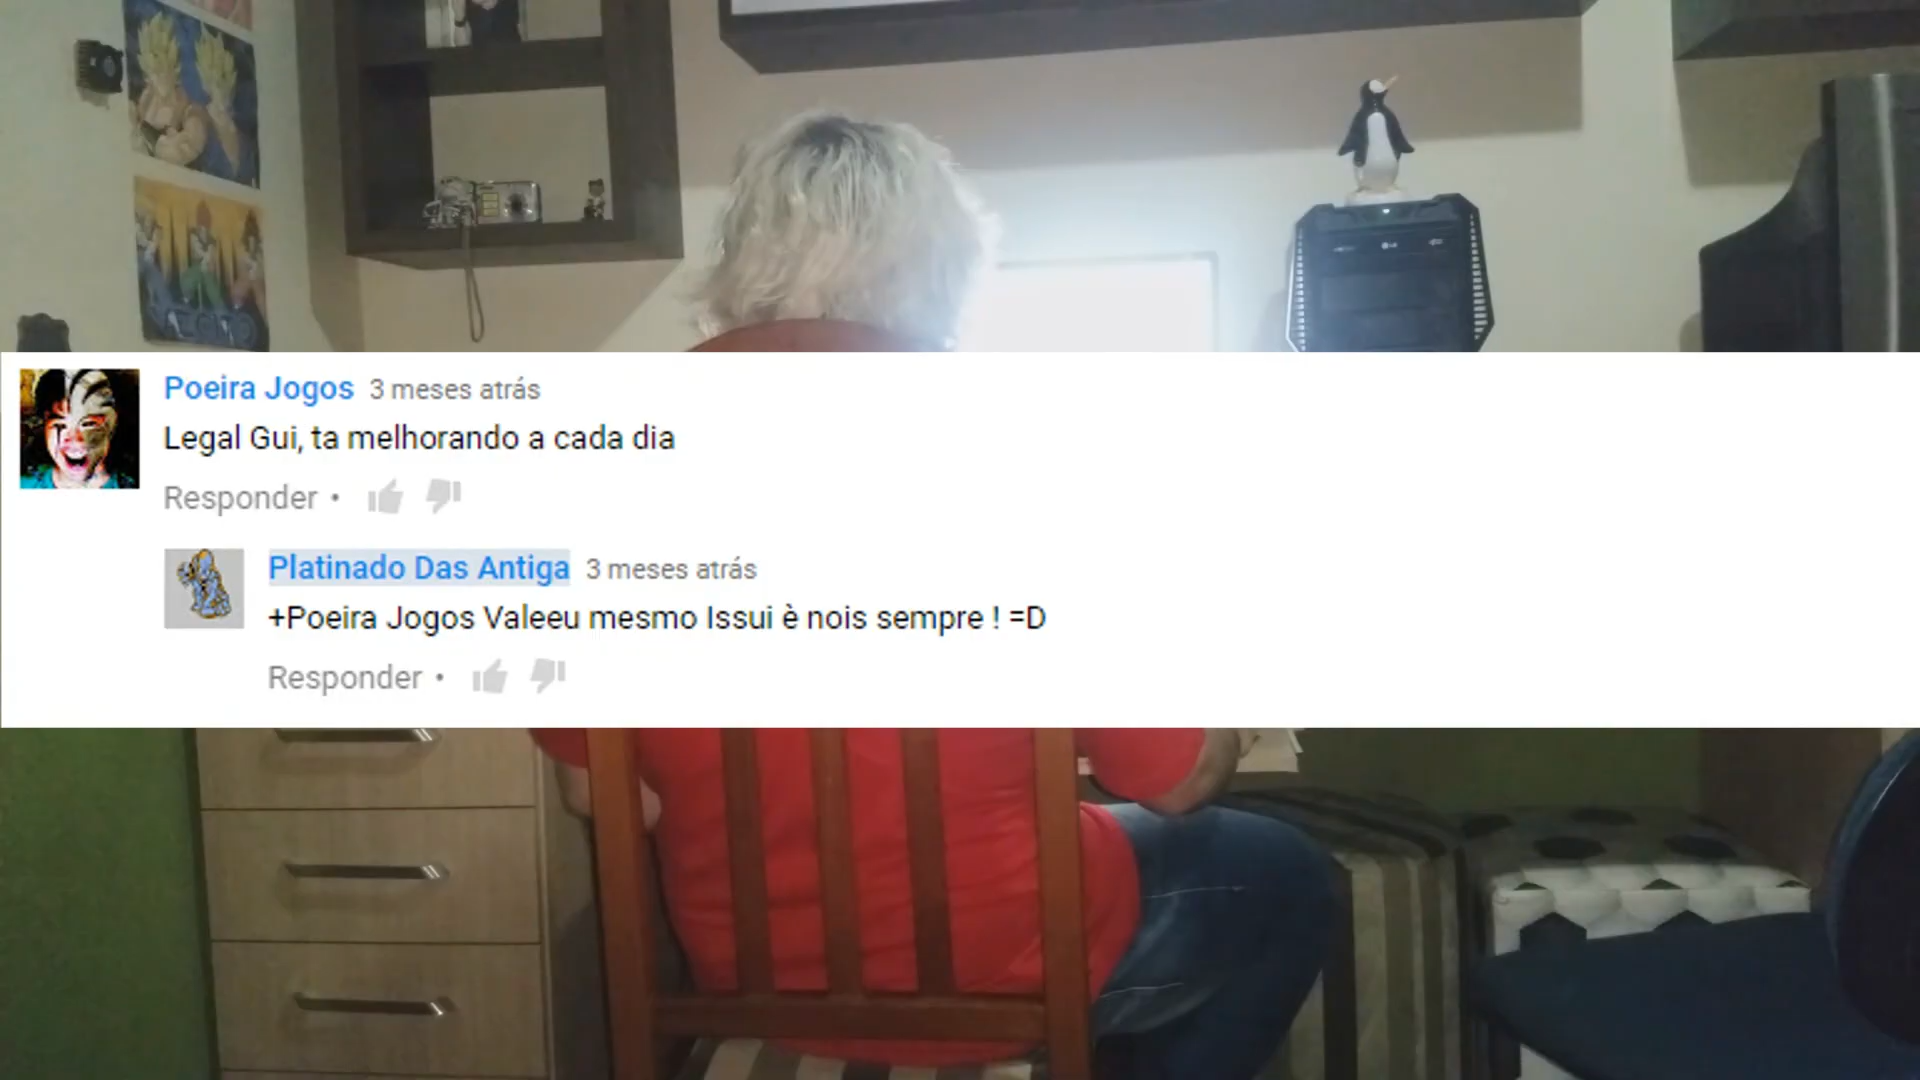 Poeira Jogos 3 meses atrás
Legal Gui, ta melhorando a cada dia
Responder •
Platinado Das Antiga 3 meses atrás
+Poeira Jogos Valeeu mesmo Issui è nois sempre ! =D
Responder •